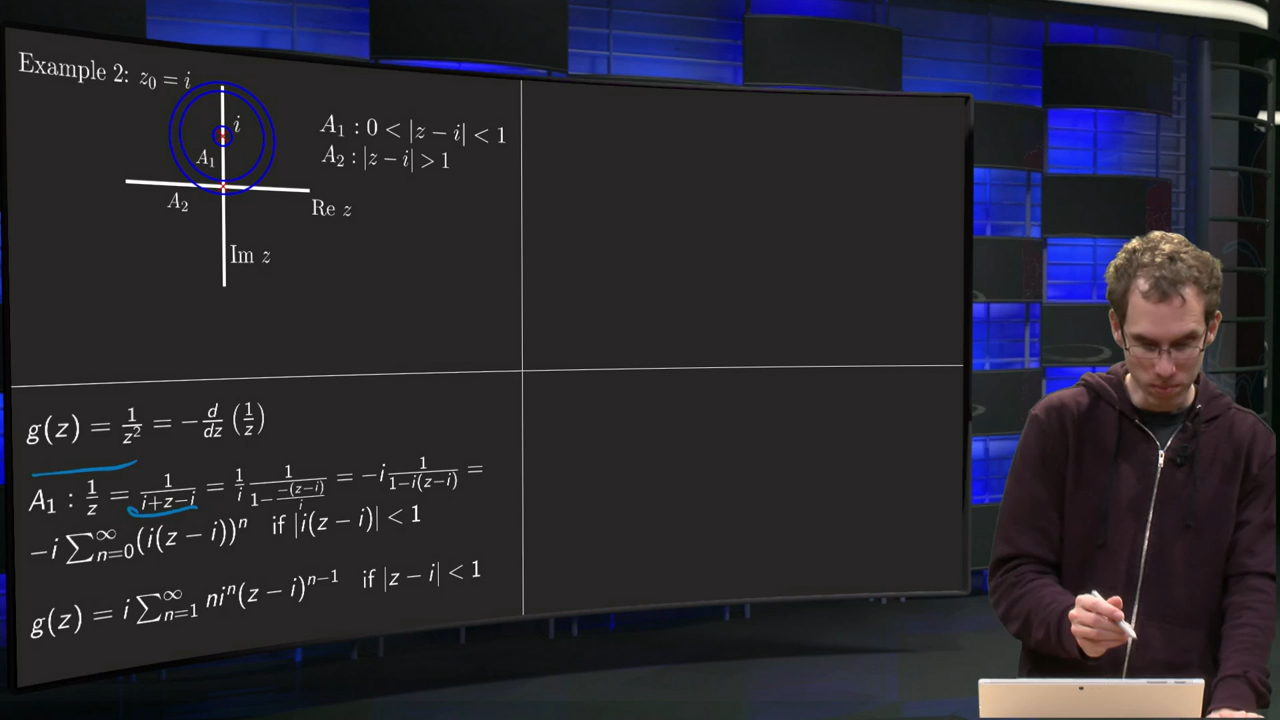 Example 2: z₀ = i
i
A₁ : 0 < |z − i| < 1
A₁
A₂ : |z − i| > 1
A₂
Re z
Im z
g(z) = 1/z² = −d/dz (1/z)
A₁ : 1/z = 1/(i+z−i) = 1/i 1/(1−(−(z−i)/i)) = −i 1/(1−i(z−i)) =
−i ∑_{n=0}^{∞} (i(z − i))ⁿ if |i(z − i)| < 1
g(z) = i ∑_{n=1}^{∞} niⁿ(z − i)ⁿ⁻¹ if |z − i| < 1